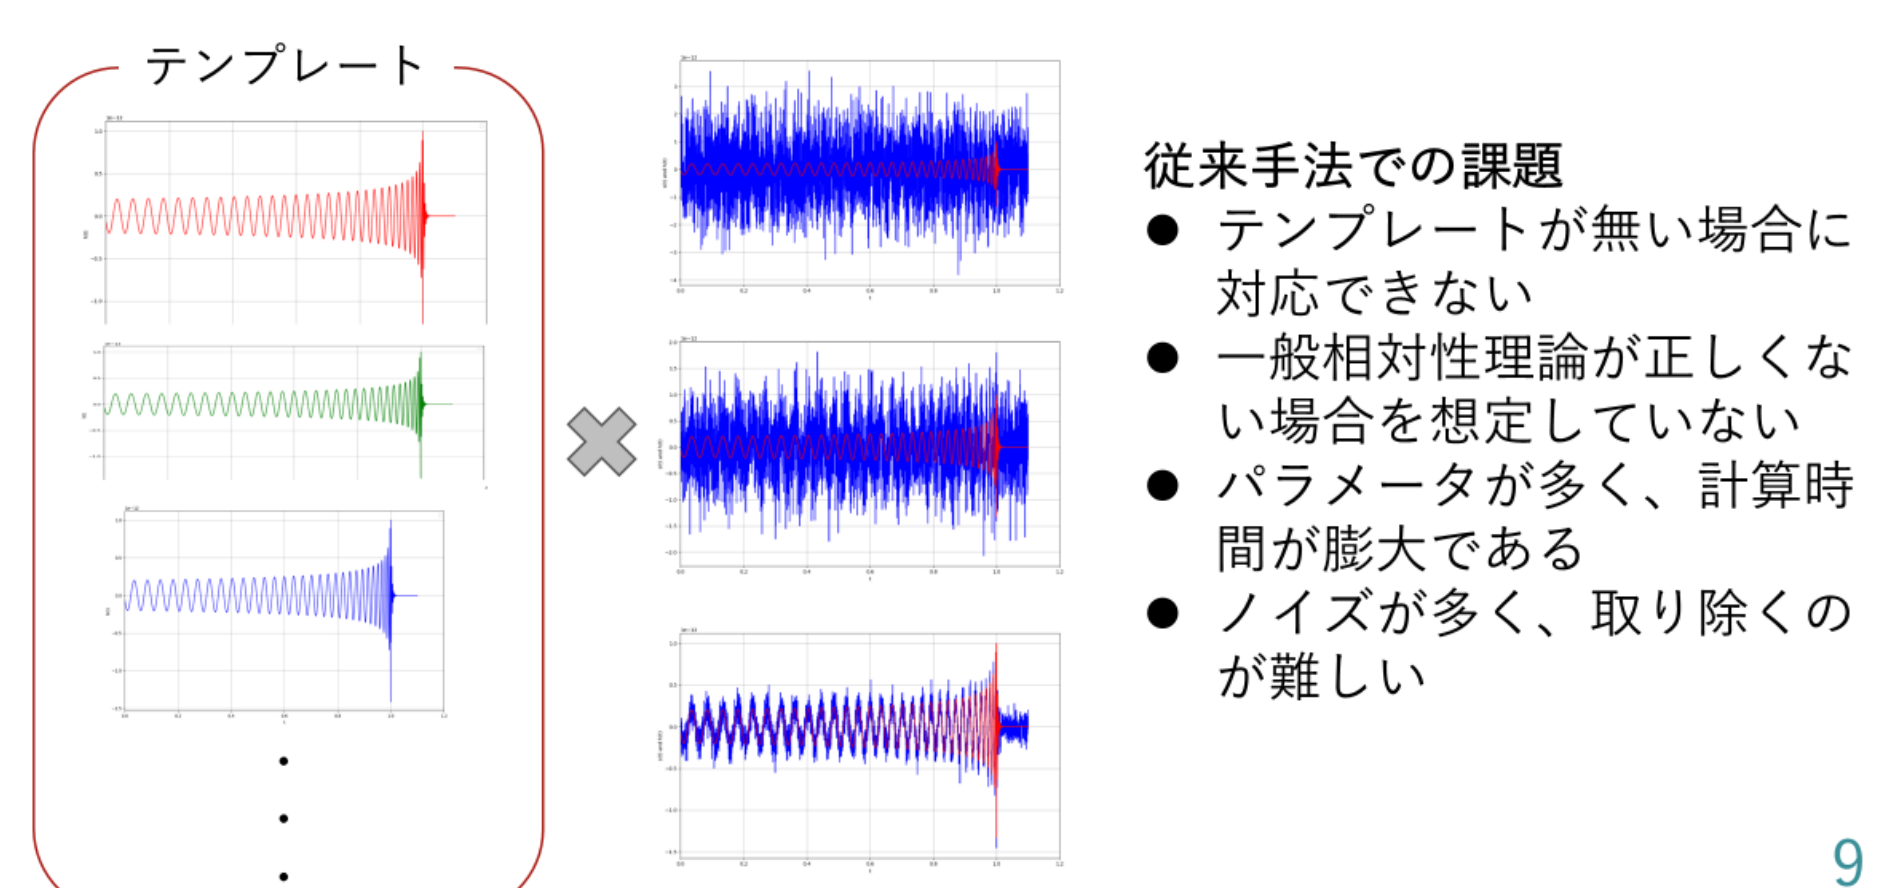 テンプレート
従来手法での課題
● テンプレートが無い場合に
対応できない
● 一般相対性理論が正しくな
い場合を想定していない
● パラメータが多く、計算時
間が膨大である
● ノイズが多く、取り除くの
が難しい
9